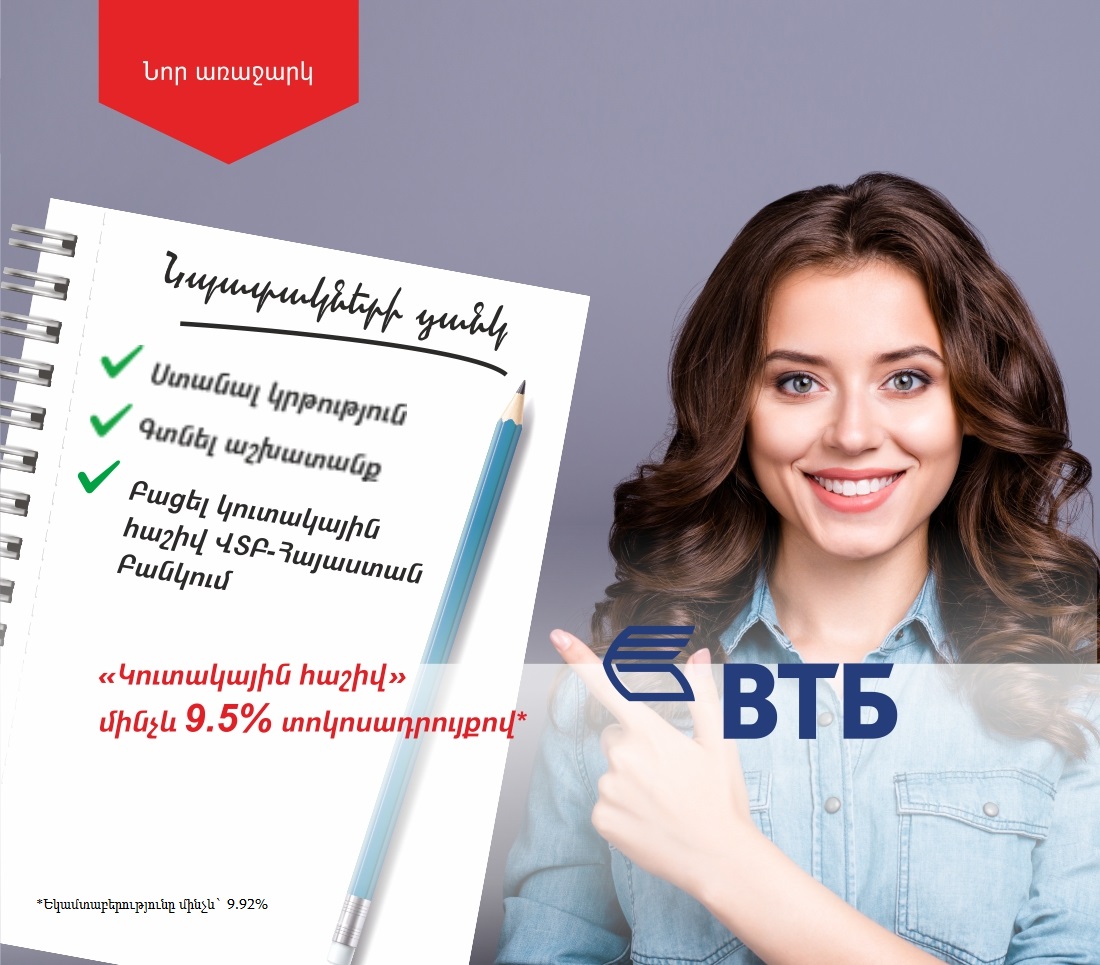 Նոր առաջարկ
Նպատակների ցանկ
Ստանալ կրթություն
Գտնել աշխատանք
Բացել կուտակային
հաշիվ ՎՏԲ-Հայաստան
Բանկում
«Կուտակային հաշիվ»
մինչև 9.5% տոկոսադրույքով*
ВТБ
*Եկամտաբերությունը մինչև` 9.92%